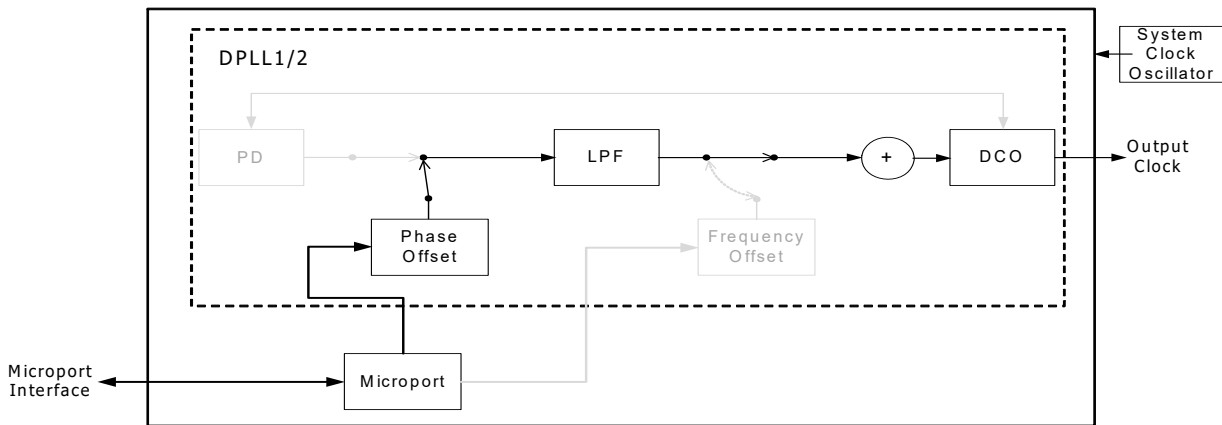 System
Clock
Oscillator
DPLL1/2
PD
LPF
+
DCO
Output
Clock
Phase
Offset
Frequency
Offset
Microport
Interface
Microport